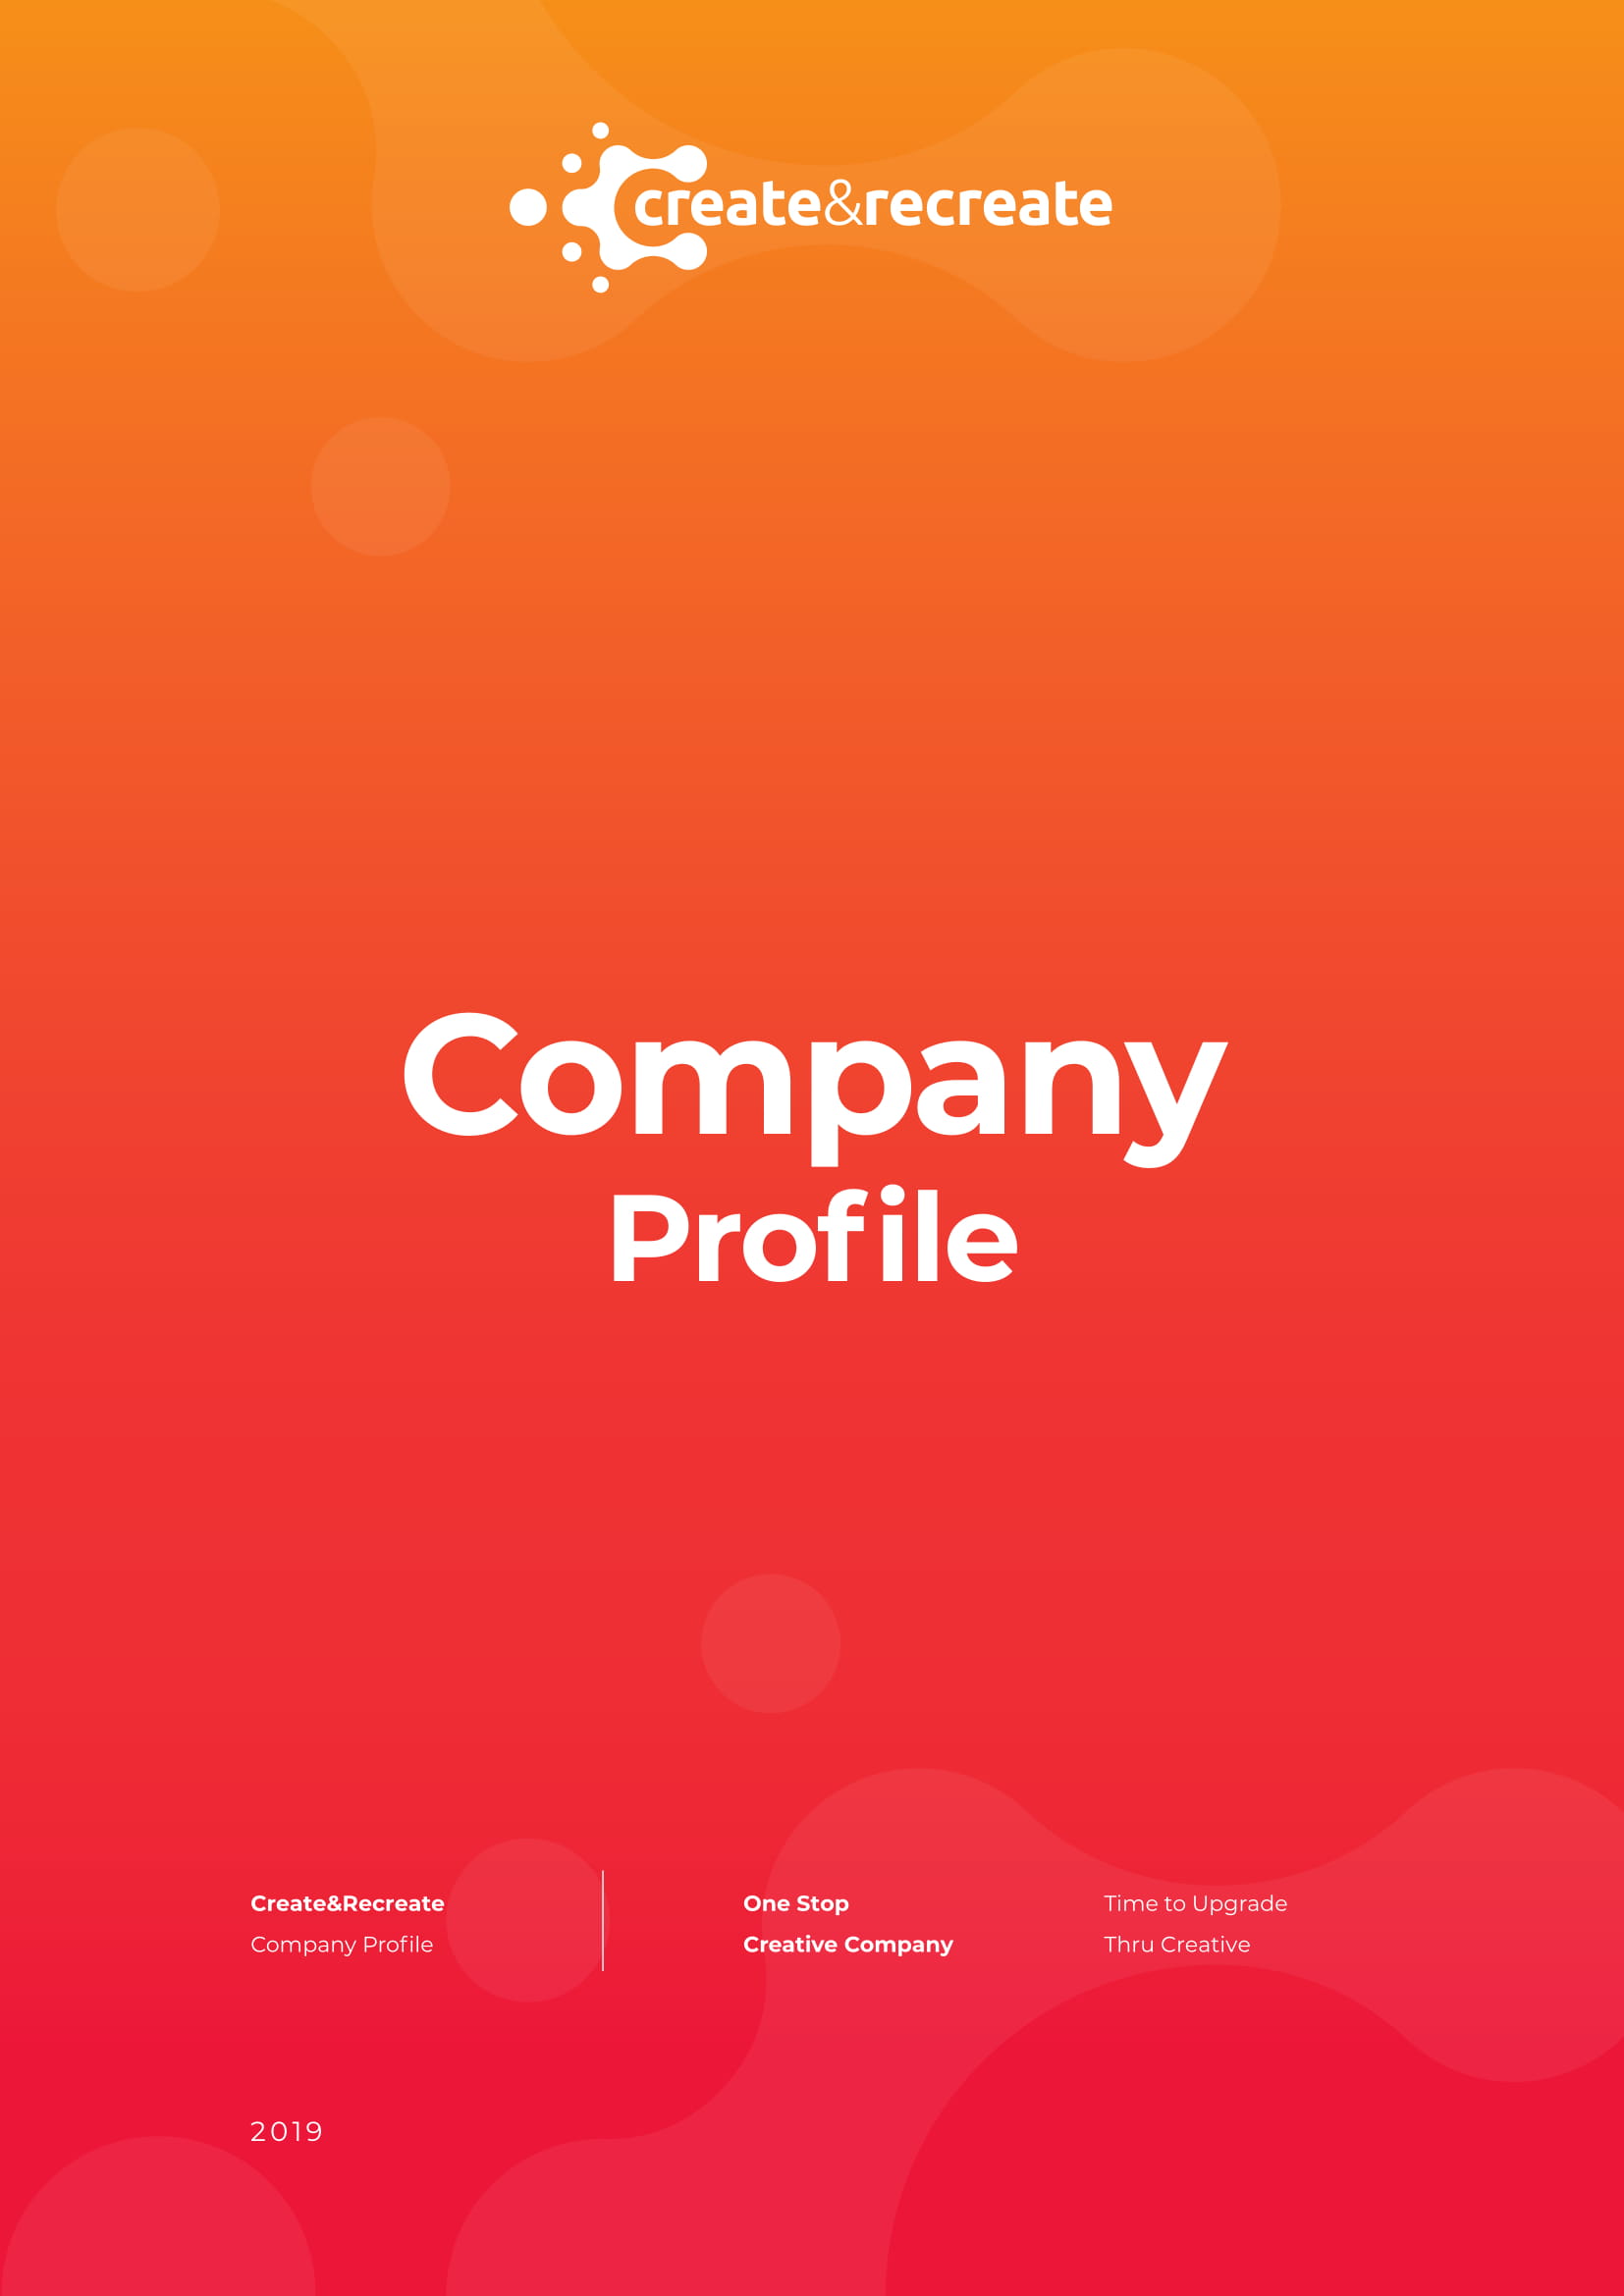 create&recreate
Company
Profile
Create&Recreate
Company Profile
One Stop
Creative Company
Time to Upgrade
Thru Creative
2019